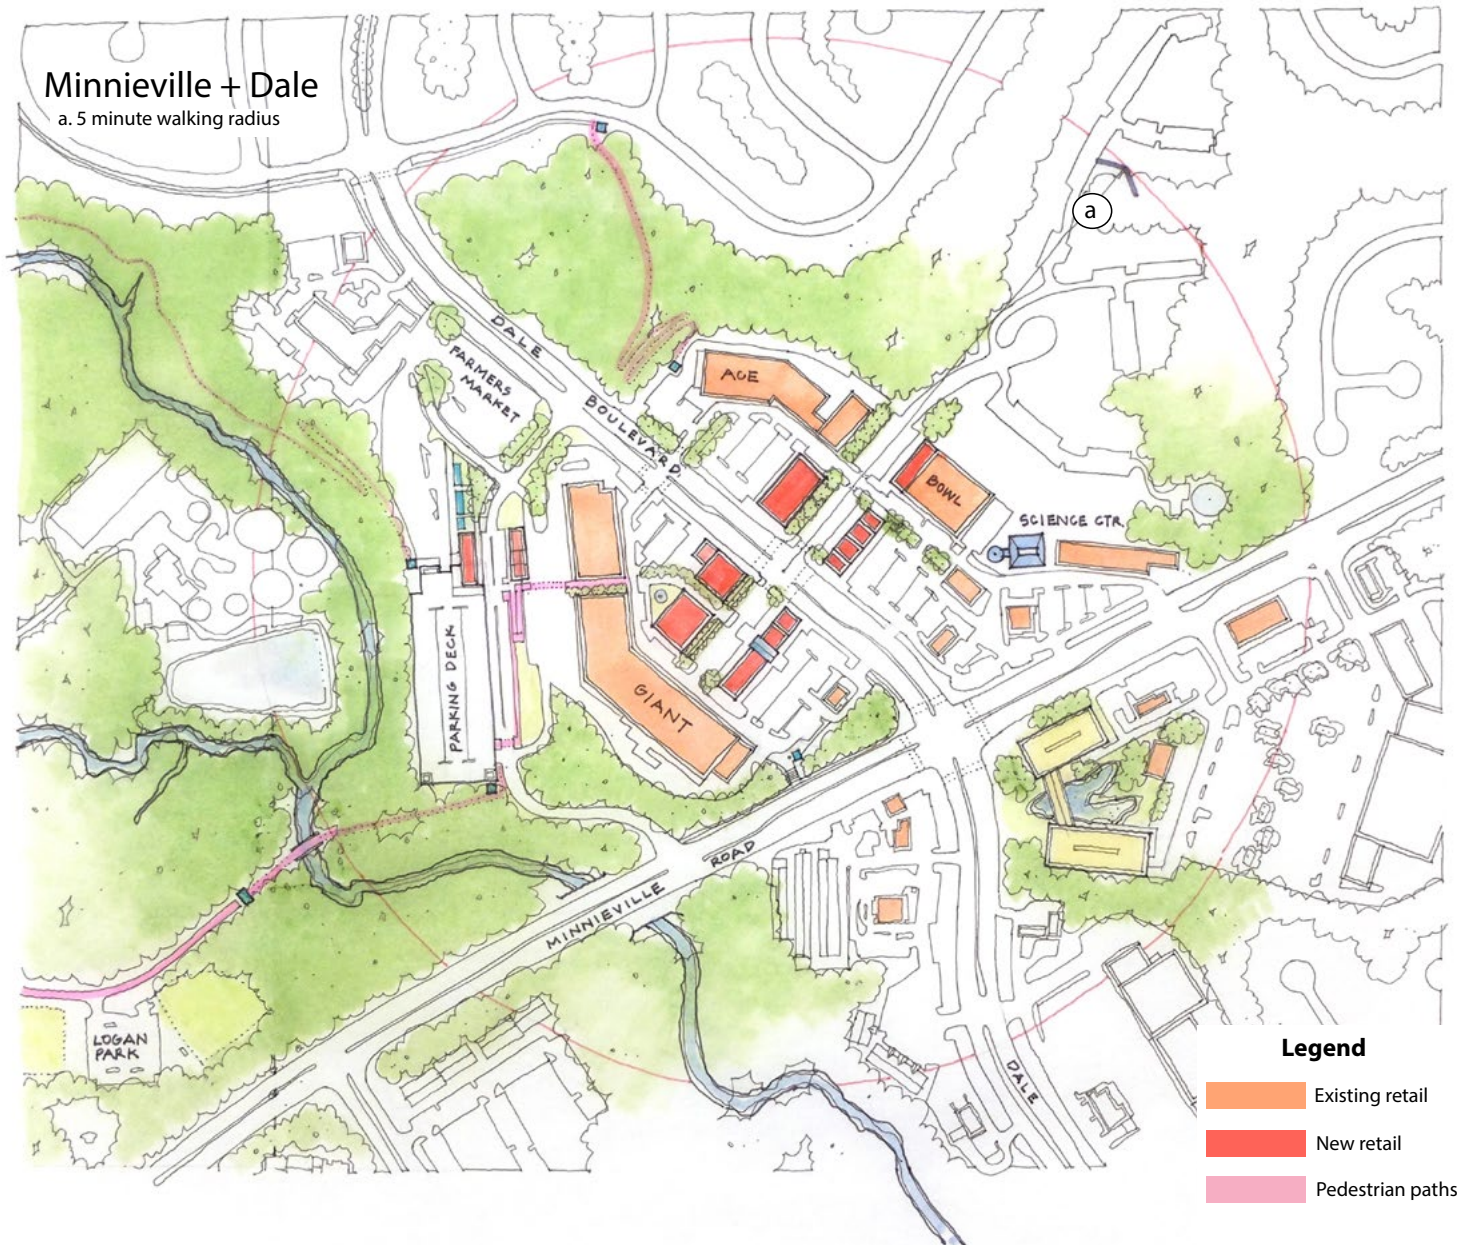 Minnieville + Dale
a. 5 minute walking radius
a
DALE
BOULEVARD
FARMERS
MARKET
ACE
BOWL
SCIENCE CTR.
PARKING DECK
GIANT
MINNIEVILLE
ROAD
LOGAN
PARK
DALE
Legend
Existing retail
New retail
Pedestrian paths